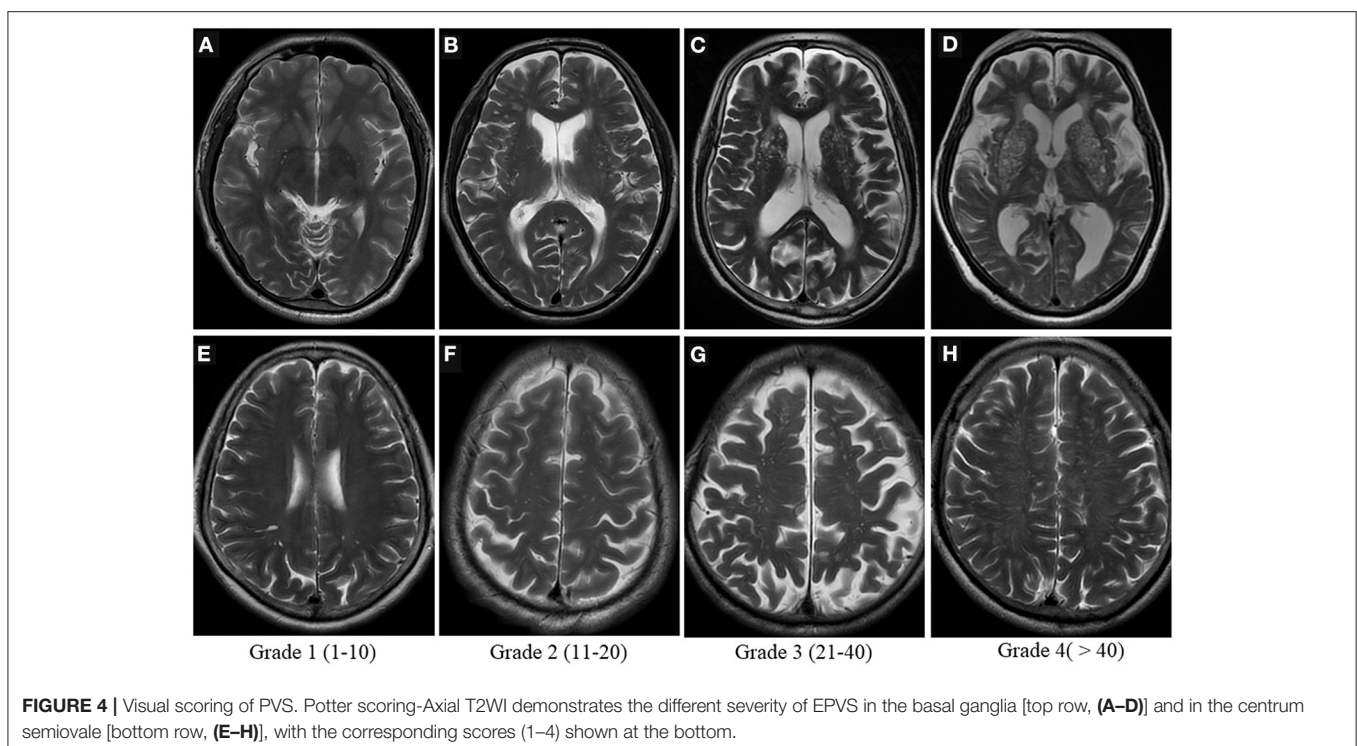 A B C D
E F G H
Grade 1 (1-10) Grade 2 (11-20) Grade 3 (21-40) Grade 4( > 40)
FIGURE 4 | Visual scoring of PVS. Potter scoring-Axial T2WI demonstrates the different severity of EPVS in the basal ganglia [top row, (A–D)] and in the centrum
semiovale [bottom row, (E–H)], with the corresponding scores (1–4) shown at the bottom.